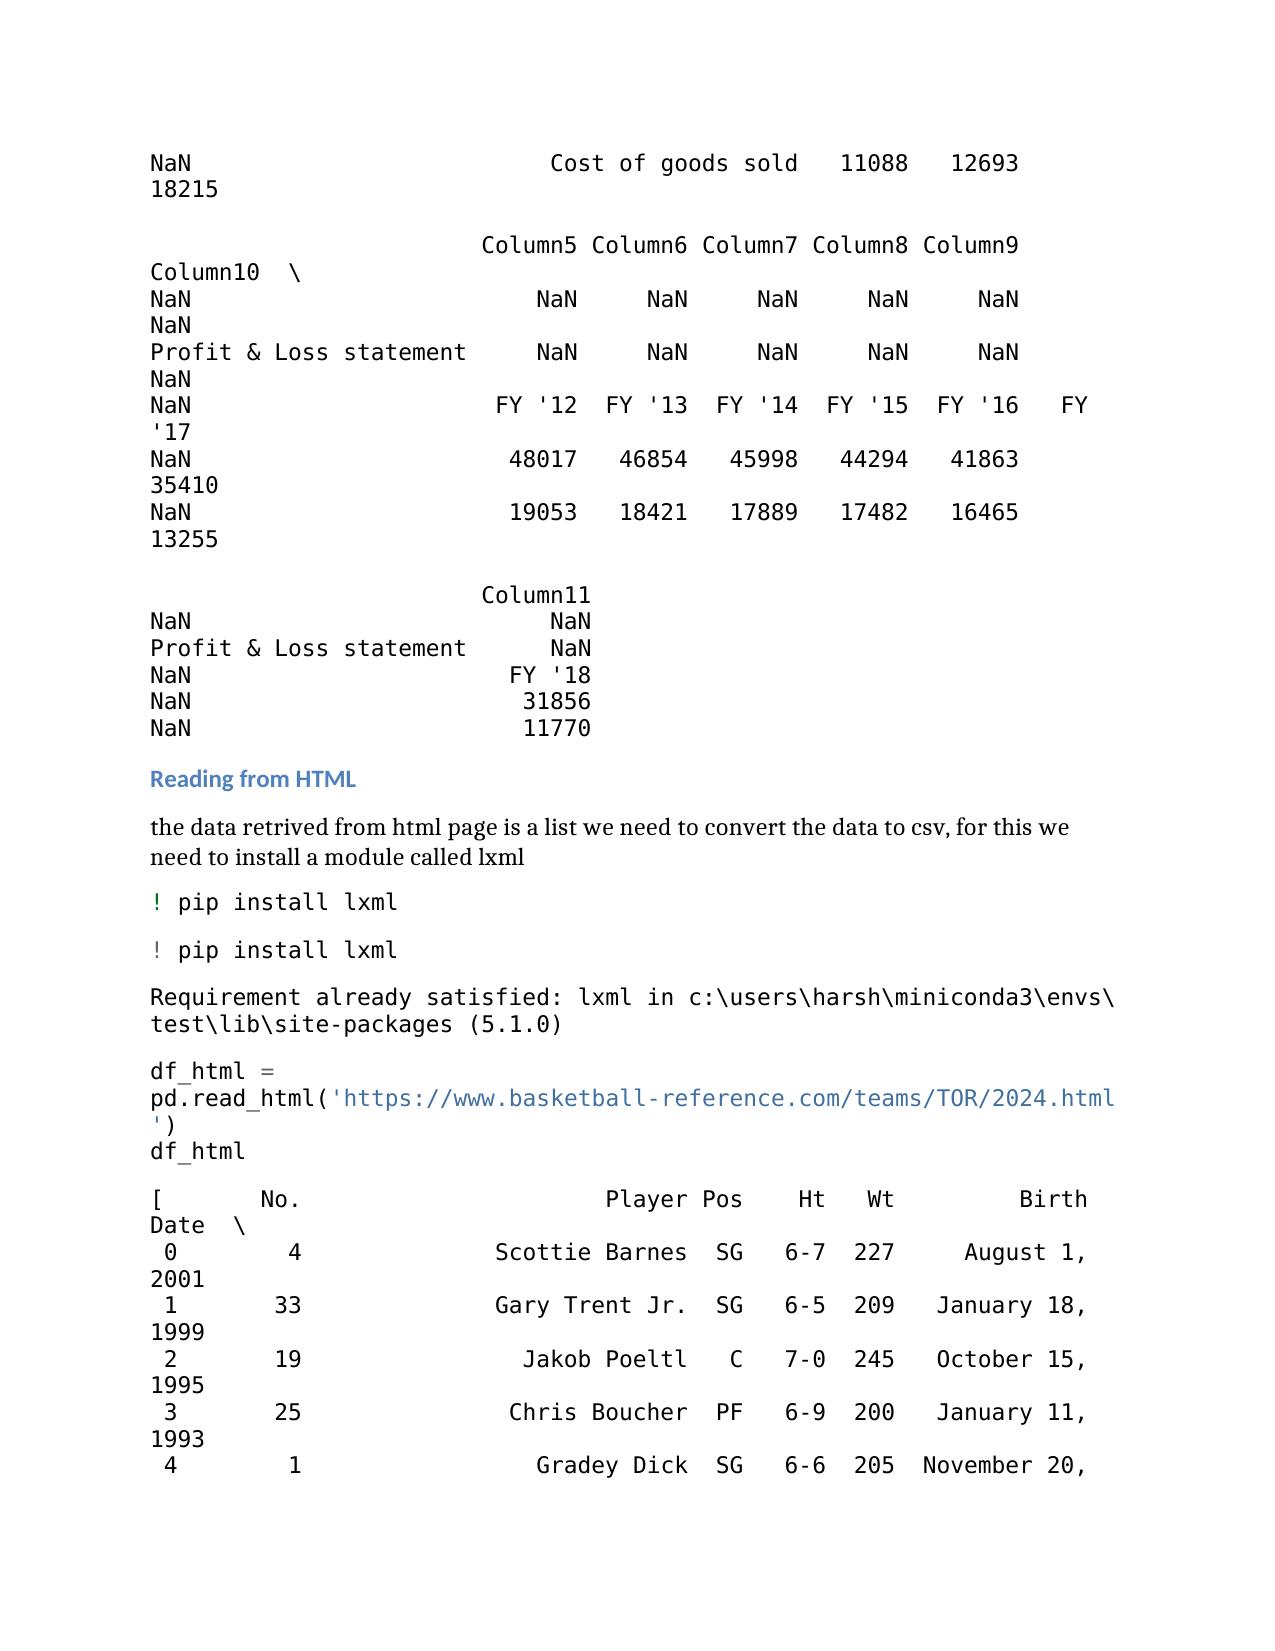 NaN                          Cost of goods sold   11088   12693
18215

                        Column5 Column6 Column7 Column8 Column9
Column10  \
NaN                         NaN     NaN     NaN     NaN     NaN
NaN
Profit & Loss statement     NaN     NaN     NaN     NaN     NaN
NaN
NaN                      FY '12  FY '13  FY '14  FY '15  FY '16   FY
'17
NaN                       48017   46854   45998   44294   41863
35410
NaN                       19053   18421   17889   17482   16465
13255

                        Column11
NaN                          NaN
Profit & Loss statement      NaN
NaN                       FY '18
NaN                        31856
NaN                        11770
Reading from HTML
the data retrived from html page is a list we need to convert the data to csv, for this we
need to install a module called lxml
! pip install lxml
! pip install lxml
Requirement already satisfied: lxml in c:\users\harsh\miniconda3\envs\
test\lib\site-packages (5.1.0)
df_html =
pd.read_html('https://www.basketball-reference.com/teams/TOR/2024.html
')
df_html
[       No.                      Player Pos    Ht   Wt         Birth
Date  \
 0        4              Scottie Barnes  SG   6-7  227     August 1,
2001
 1       33              Gary Trent Jr.  SG   6-5  209   January 18,
1999
 2       19                Jakob Poeltl   C   7-0  245   October 15,
1995
 3       25               Chris Boucher  PF   6-9  200   January 11,
1993
 4        1                 Gradey Dick  SG   6-6  205  November 20,